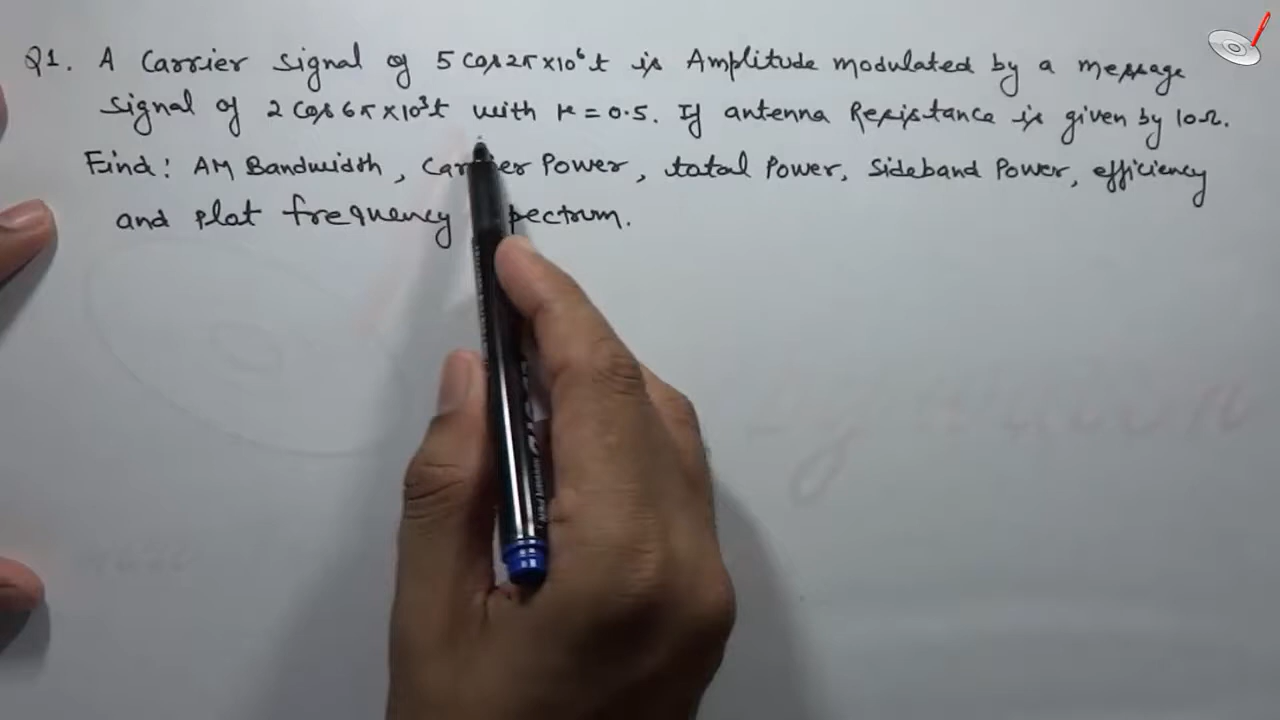 Q1. A Carrier signal of 5 cos 2π×10⁶t is Amplitude modulated by a message
signal of 2 cos 6π×10³t with μ = 0.5. If antenna Resistance is given by 10Ω.
Find: AM Bandwidth, Carrier Power, total Power, Sideband Power, efficiency
and plot frequency spectrum.